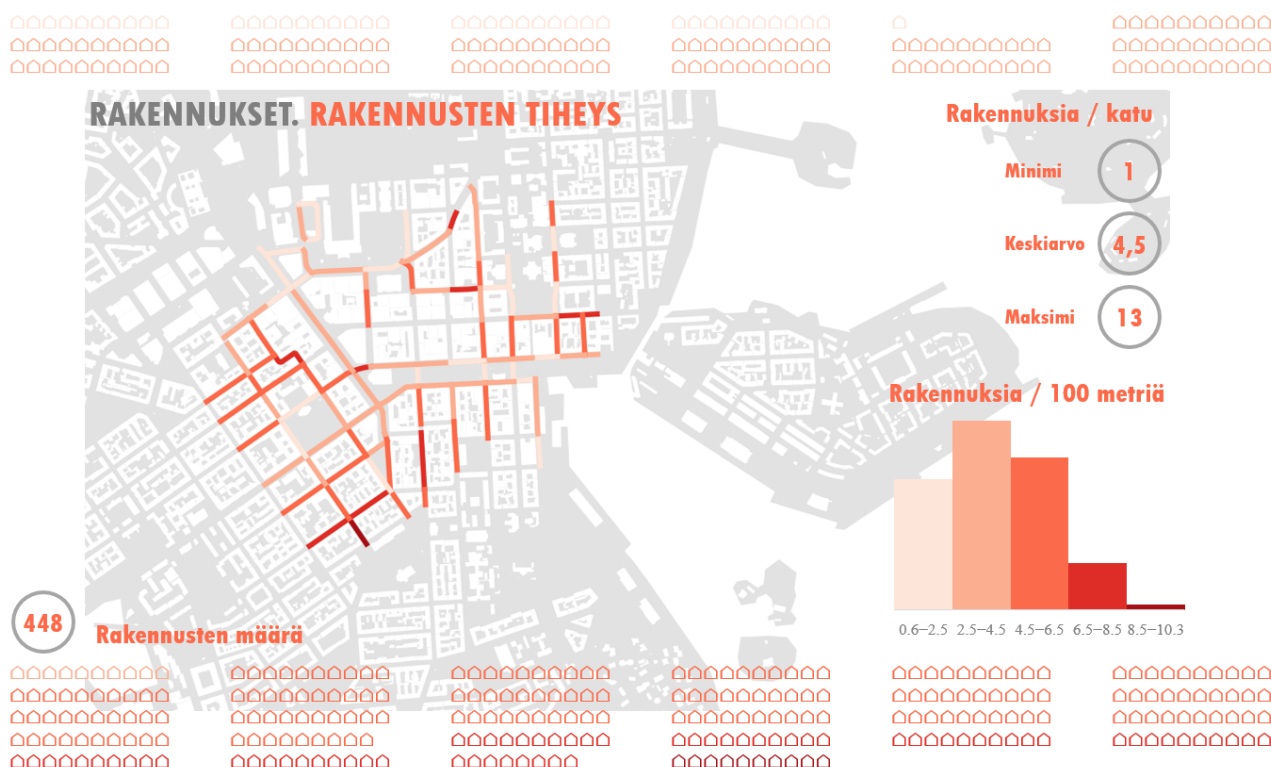 RAKENNUKSET. RAKENNUSTEN TIHEYS
Rakennuksia / katu
Minimi 1
Keskiarvo 4,5
Maksimi 13
Rakennuksia / 100 metriä
0.6–2.5 2.5–4.5 4.5–6.5 6.5–8.5 8.5–10.3
448 Rakennusten määrä